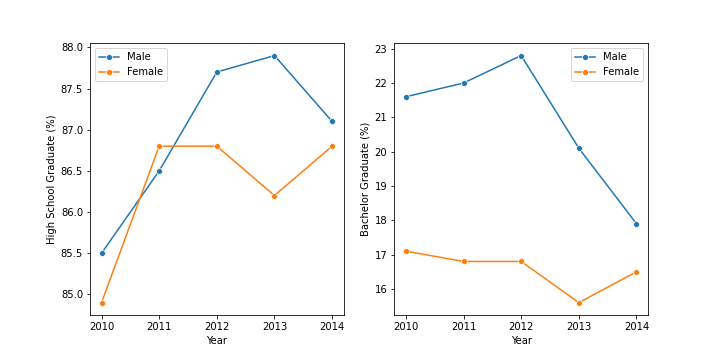 High School Graduate (%)
88.0
87.5
87.0
86.5
86.0
85.5
85.0
Male
Female
2010 2011 2012 2013 2014
Year
Bachelor Graduate (%)
23
22
21
20
19
18
17
16
Male
Female
2010 2011 2012 2013 2014
Year